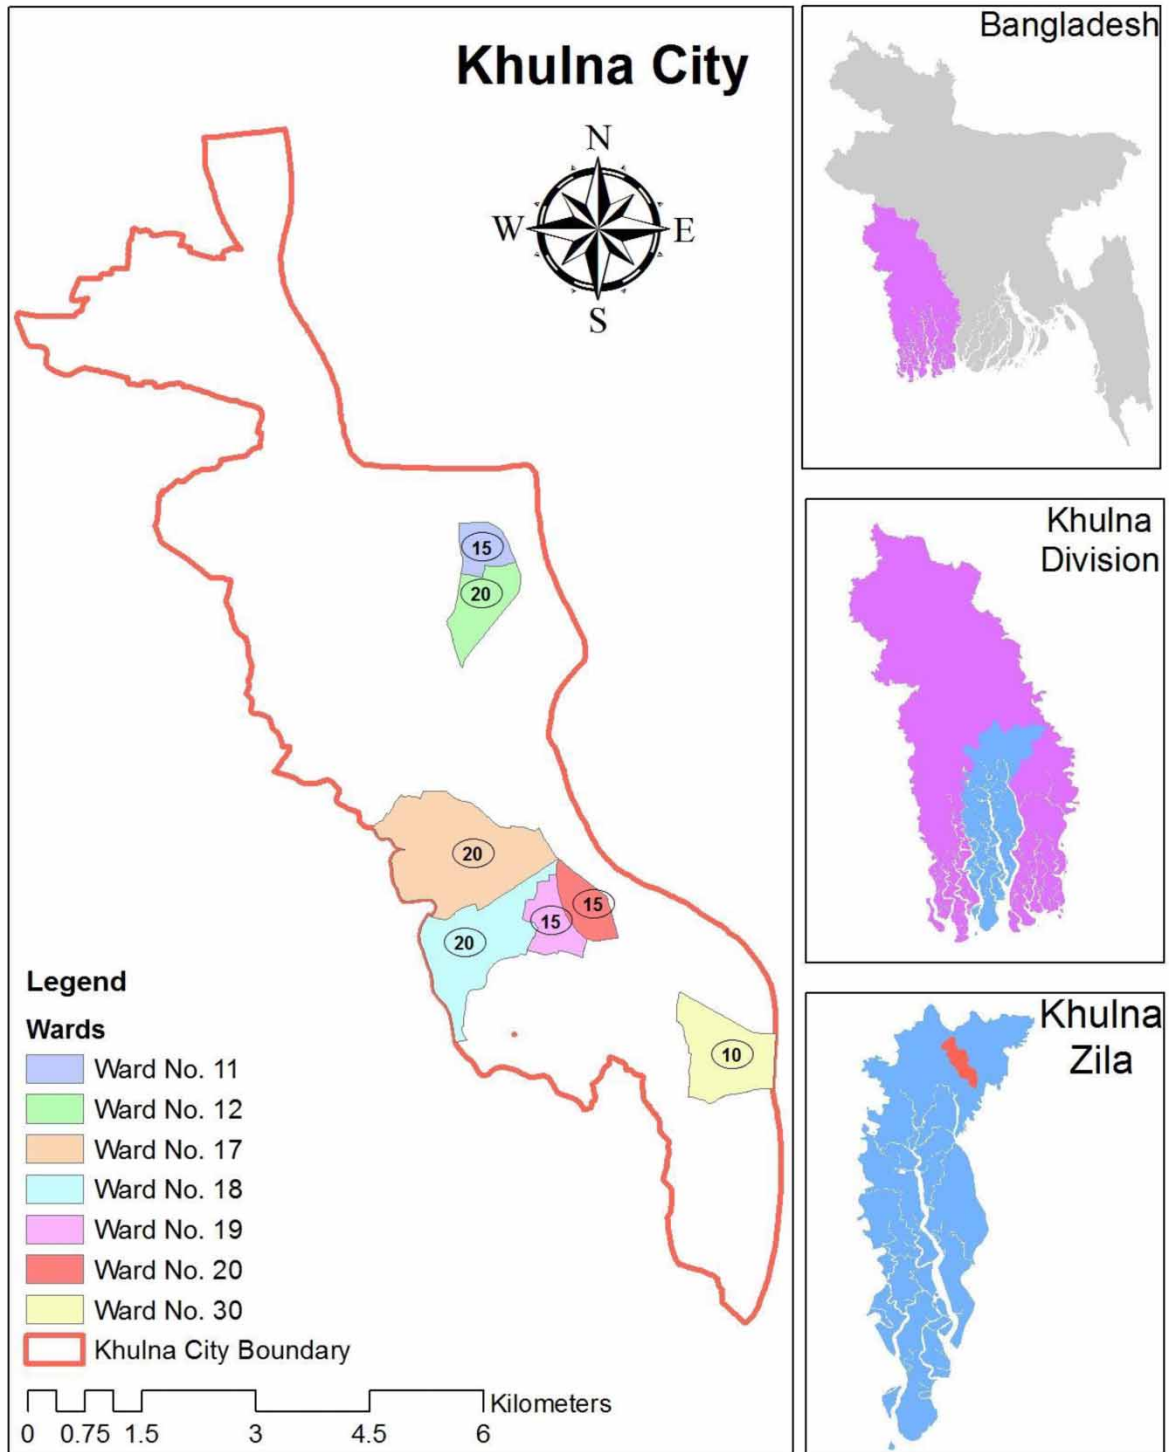 Khulna City
N
W
E
S
15
20
20
15
15
20
10
Legend
Wards
Ward No. 11
Ward No. 12
Ward No. 17
Ward No. 18
Ward No. 19
Ward No. 20
Ward No. 30
Khulna City Boundary
Kilometers
0 0.75 1.5 3 4.5 6
Bangladesh
Khulna
Division
Khulna
Zila